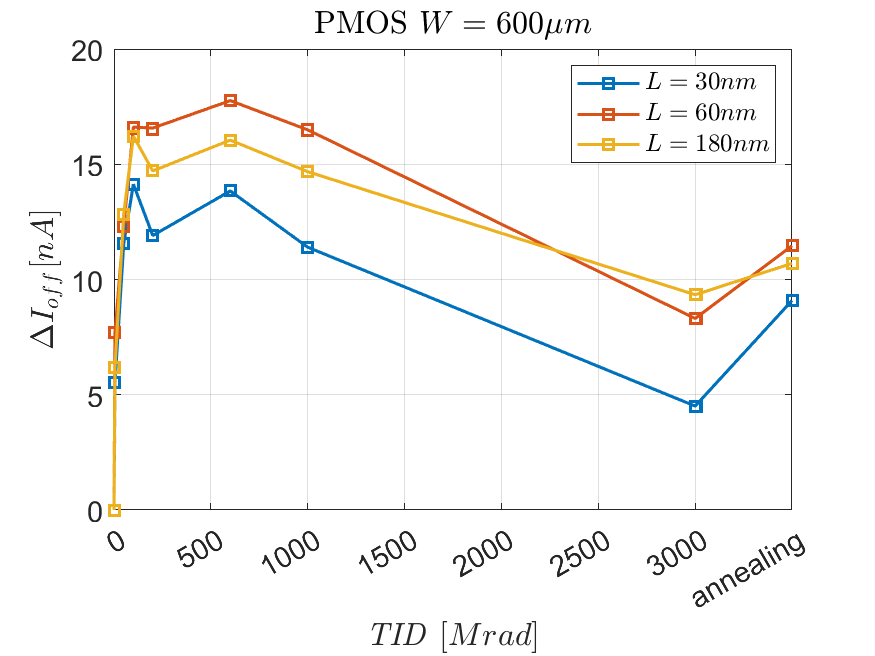 PMOS W = 600μm
L = 30nm
L = 60nm
L = 180nm
20
15
10
5
0
ΔI_off [nA]
0
500
1000
1500
2000
2500
3000
annealing
TID [Mrad]